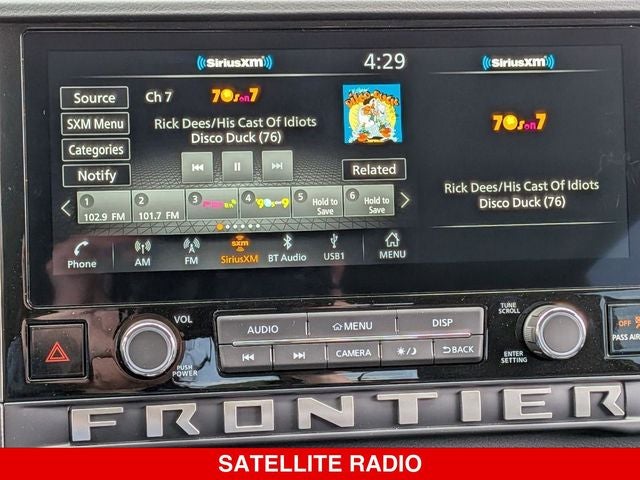 SiriusXM
4:29
SiriusXM
Source
Ch 7
70s on 7
SXM Menu
Rick Dees/His Cast Of Idiots
Disco Duck (76)
Categories
Notify
Related
70s on 7
Rick Dees/His Cast Of Idiots
Disco Duck (76)
1
102.9 FM
2
101.7 FM
3
4
90s on 9
5
Hold to
Save
6
Hold to
Save
Phone
AM
FM
sxm
SiriusXM
BT Audio
USB1
MENU
VOL
PUSH
POWER
AUDIO
MENU
DISP
CAMERA
BACK
TUNE
SCROLL
ENTER
SETTING
OFF
PASS AIR
FRONTIER
SATELLITE RADIO